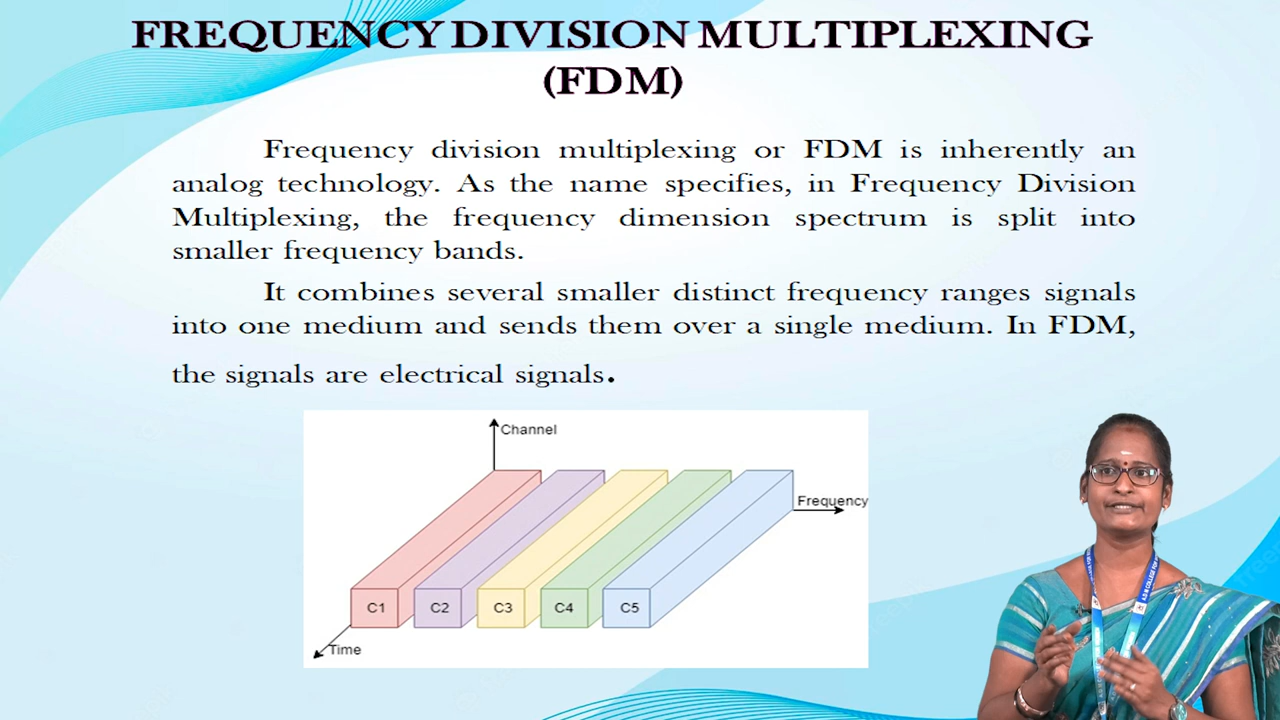 FREQUENCY DIVISION MULTIPLEXING
(FDM)
Frequency division multiplexing or FDM is inherently an
analog technology. As the name specifies, in Frequency Division
Multiplexing, the frequency dimension spectrum is split into
smaller frequency bands.
It combines several smaller distinct frequency ranges signals
into one medium and sends them over a single medium. In FDM,
the signals are electrical signals.
Channel
Frequency
C1 C2 C3 C4 C5
Time